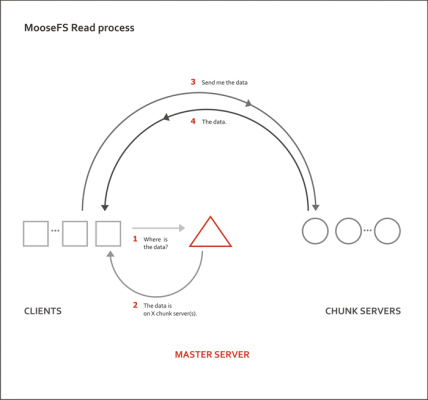 MooseFS Read process
3 Send me the data
4 The data.
1 Where is
the data?
2 The data is
on X chunk server(s).
CLIENTS
CHUNK SERVERS
MASTER SERVER